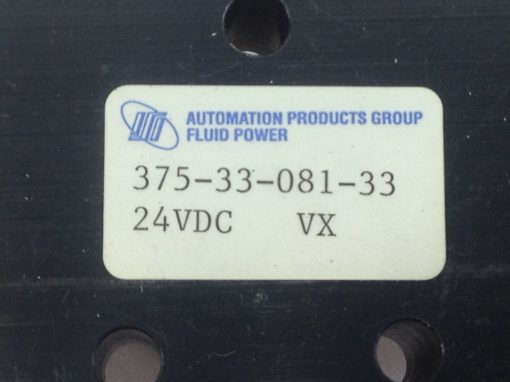 AUTOMATION PRODUCTS GROUP
FLUID POWER
375-33-081-33
24VDC VX